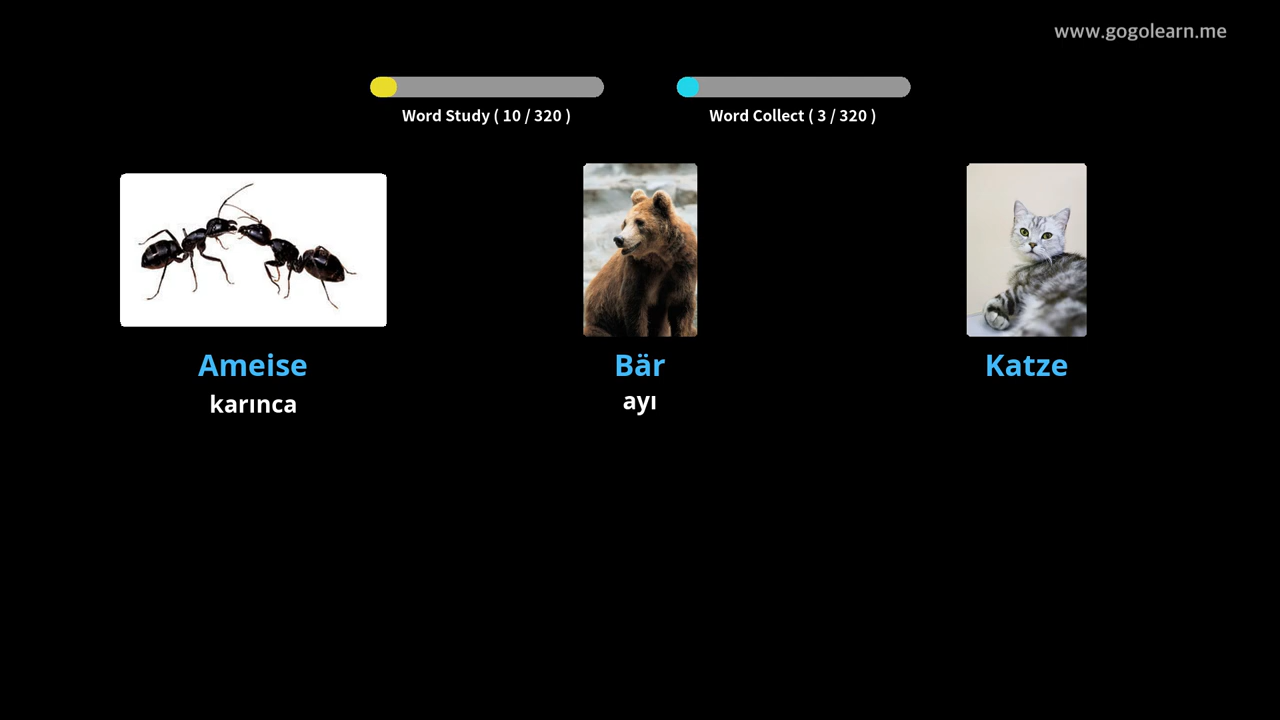 www.gogolearn.me
Word Study ( 10 / 320 )
Word Collect ( 3 / 320 )
Ameise
Bär
Katze
karınca
ayı